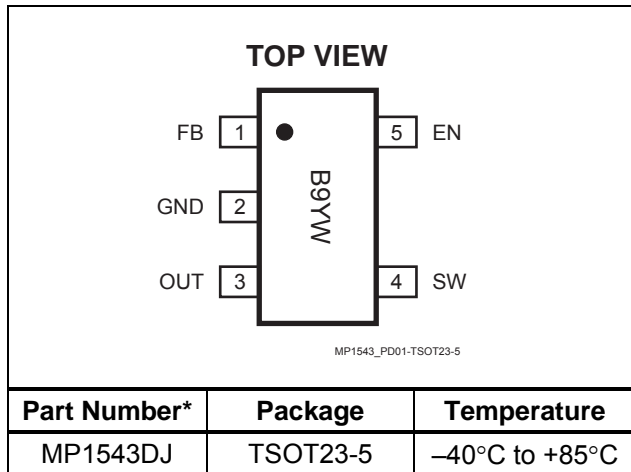 TOP VIEW
FB 1 5 EN
B9YW
GND 2
OUT 3 4 SW
MP1543_PD01-TSOT23-5
Part Number* Package Temperature
MP1543DJ TSOT23-5 –40°C to +85°C